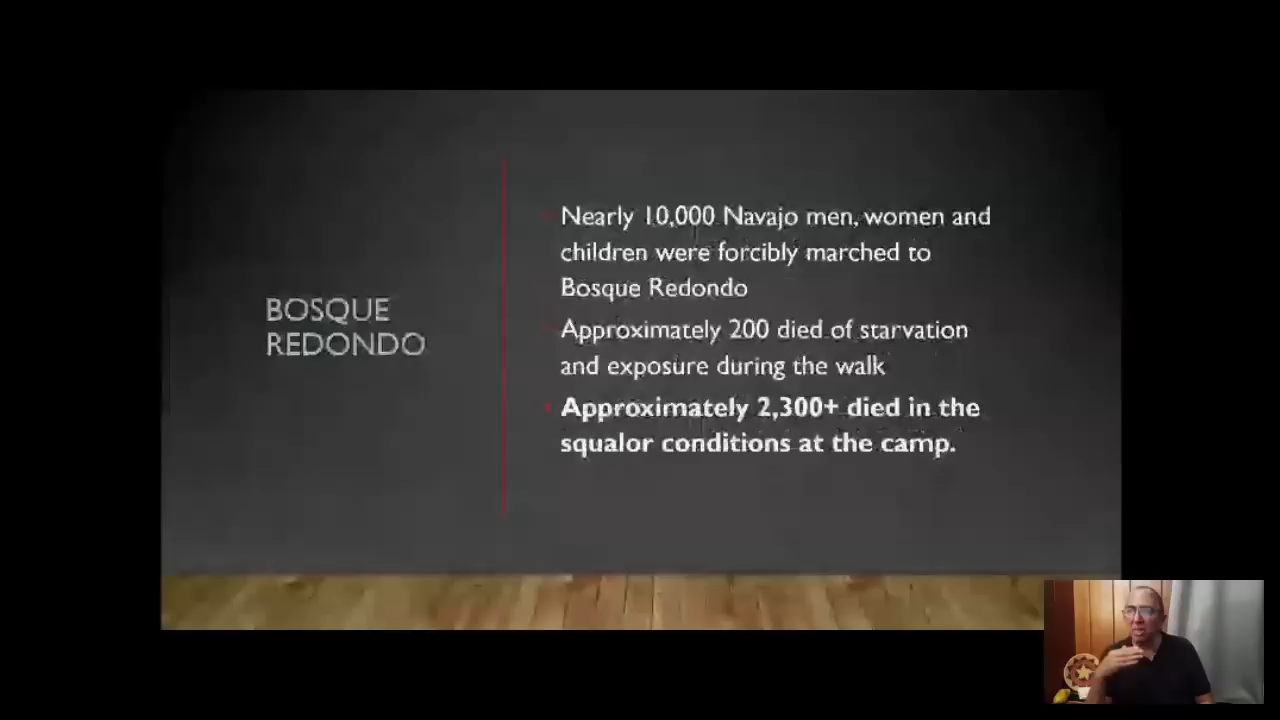 BOSQUE
REDONDO
Nearly 10,000 Navajo men, women and
children were forcibly marched to
Bosque Redondo
Approximately 200 died of starvation
and exposure during the walk
Approximately 2,300+ died in the
squalor conditions at the camp.